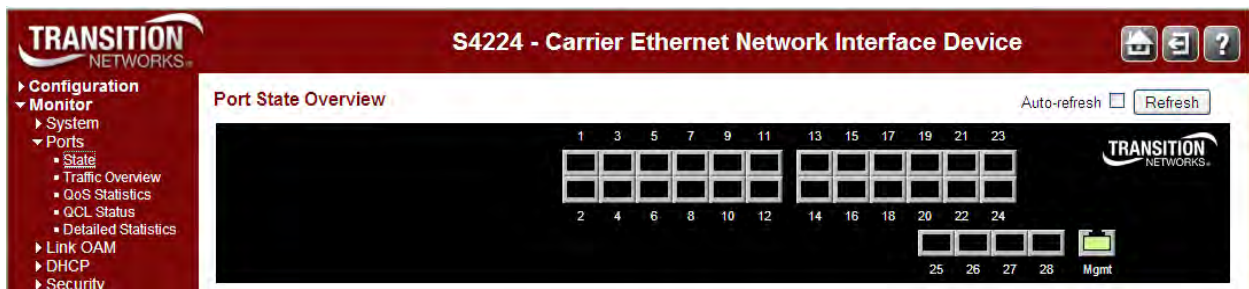 TRANSITION
NETWORKS®
S4224 - Carrier Ethernet Network Interface Device
?
Configuration
Monitor
System
Ports
State
Traffic Overview
QoS Statistics
QCL Status
Detailed Statistics
Link OAM
DHCP
Security
Port State Overview
Auto-refresh
Refresh
1 3 5 7 9 11 13 15 17 19 21 23
TRANSITION
NETWORKS®
2 4 6 8 10 12 14 16 18 20 22 24
25 26 27 28 Mgmt